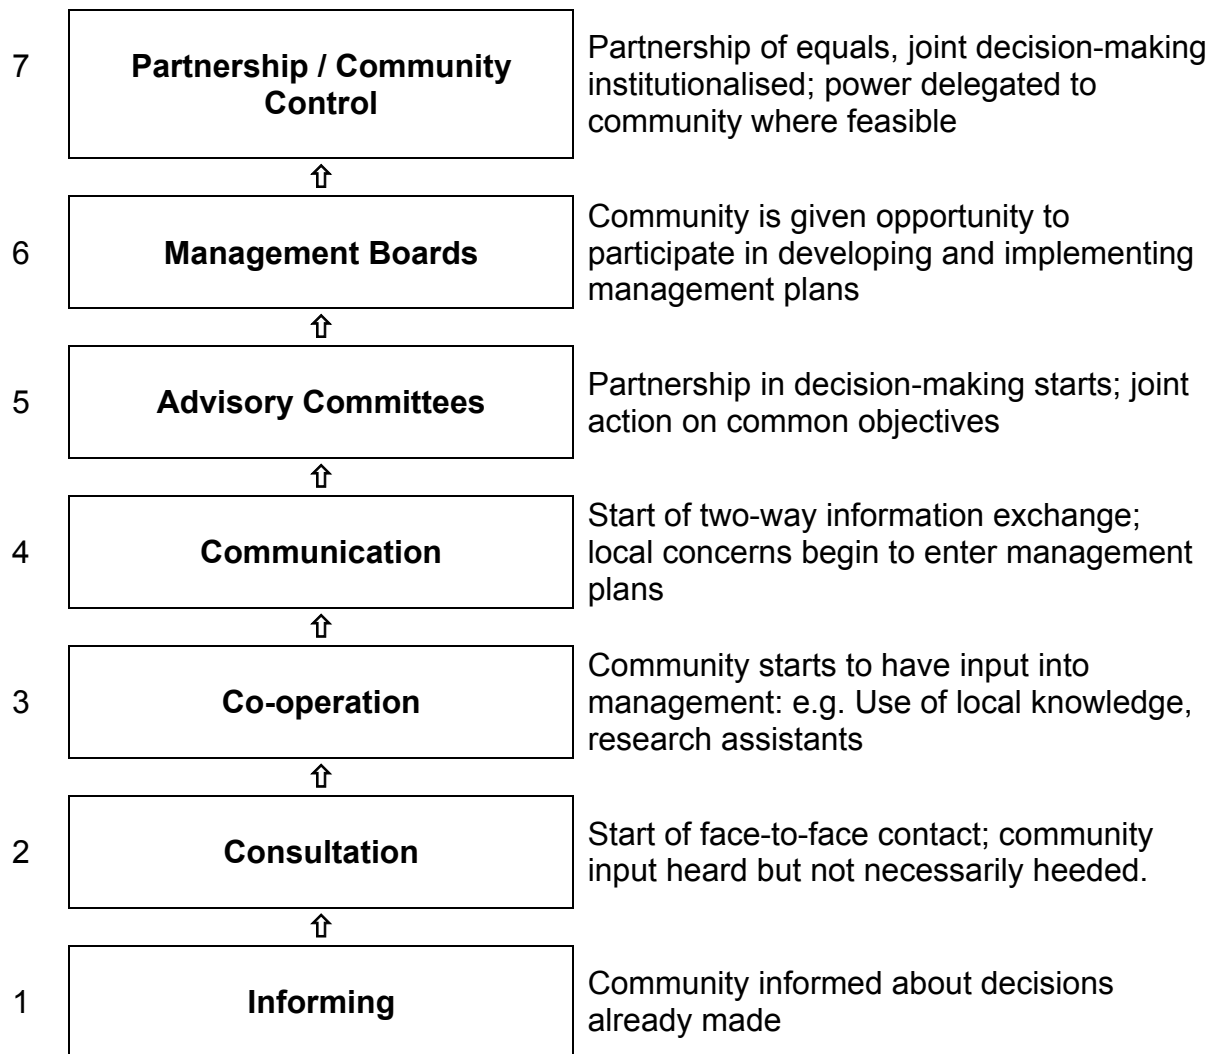 7
Partnership / Community
Control
Partnership of equals, joint decision-making
institutionalised; power delegated to
community where feasible
⇧
6
Management Boards
Community is given opportunity to
participate in developing and implementing
management plans
⇧
5
Advisory Committees
Partnership in decision-making starts; joint
action on common objectives
⇧
4
Communication
Start of two-way information exchange;
local concerns begin to enter management
plans
⇧
3
Co-operation
Community starts to have input into
management: e.g. Use of local knowledge,
research assistants
⇧
2
Consultation
Start of face-to-face contact; community
input heard but not necessarily heeded.
⇧
1
Informing
Community informed about decisions
already made